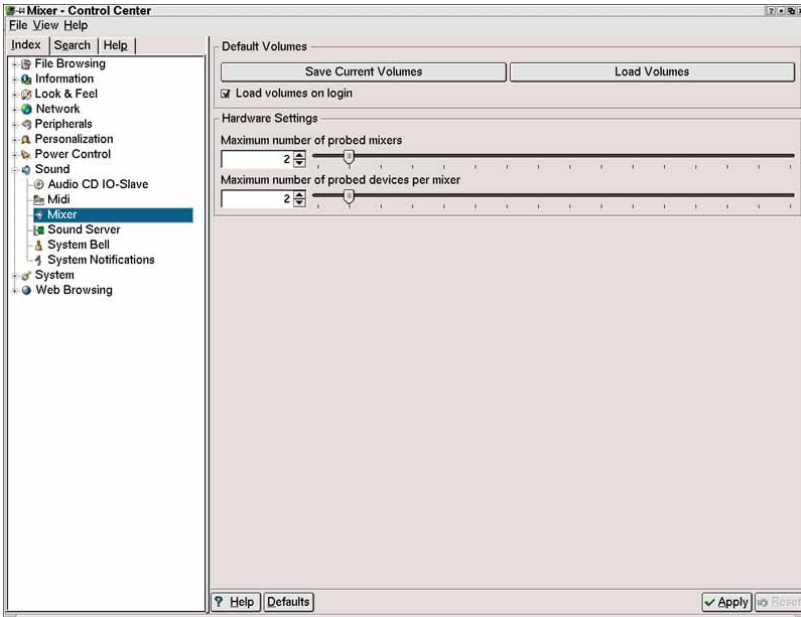 Mixer - Control Center
File View Help
Index Search Help
File Browsing
Information
Look & Feel
Network
Peripherals
Personalization
Power Control
Sound
Audio CD IO-Slave
Midi
Mixer
Sound Server
System Bell
System Notifications
System
Web Browsing
Default Volumes
Save Current Volumes Load Volumes
Load volumes on login
Hardware Settings
Maximum number of probed mixers
2
Maximum number of probed devices per mixer
2
? Help Defaults Apply Reset